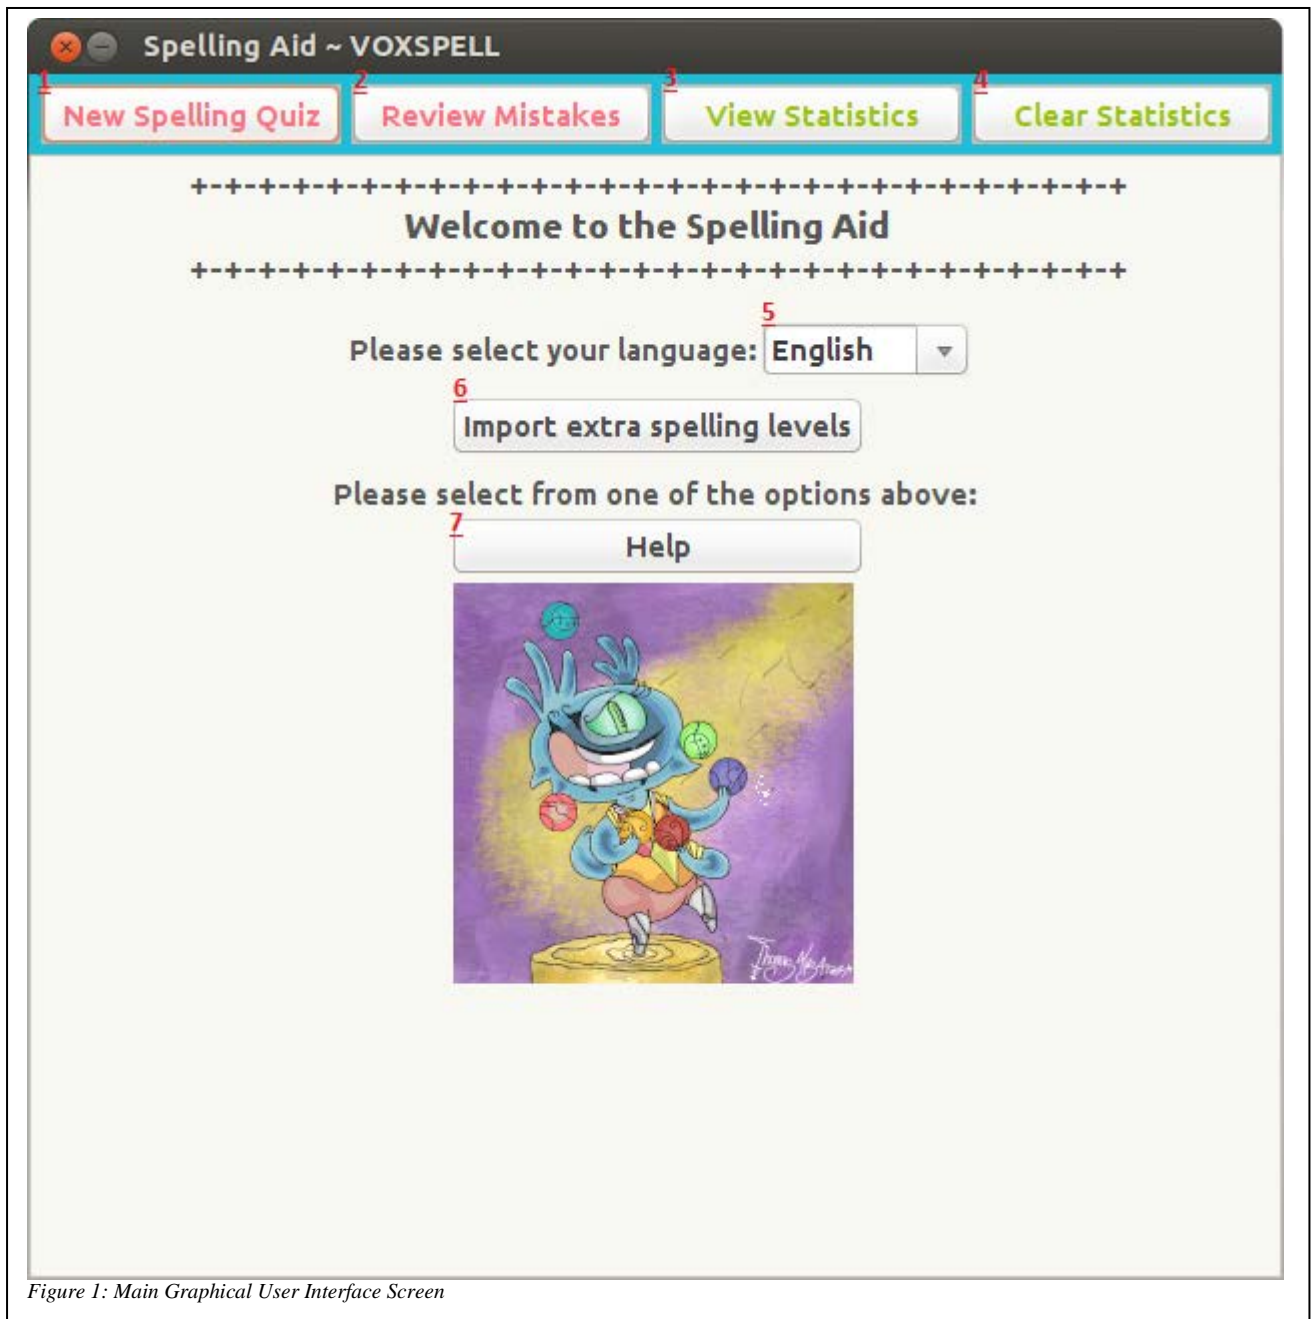 Spelling Aid ~ VOXSPELL
1 2 3 4
New Spelling Quiz Review Mistakes View Statistics Clear Statistics
+-+-+-+-+-+-+-+-+-+-+-+-+-+-+-+-+-+-+-+-+-+-+-+-+-+-+-+
Welcome to the Spelling Aid
+-+-+-+-+-+-+-+-+-+-+-+-+-+-+-+-+-+-+-+-+-+-+-+-+-+-+-+
5
Please select your language: English
6
Import extra spelling levels
Please select from one of the options above:
7
Help
Thomas
Figure 1: Main Graphical User Interface Screen